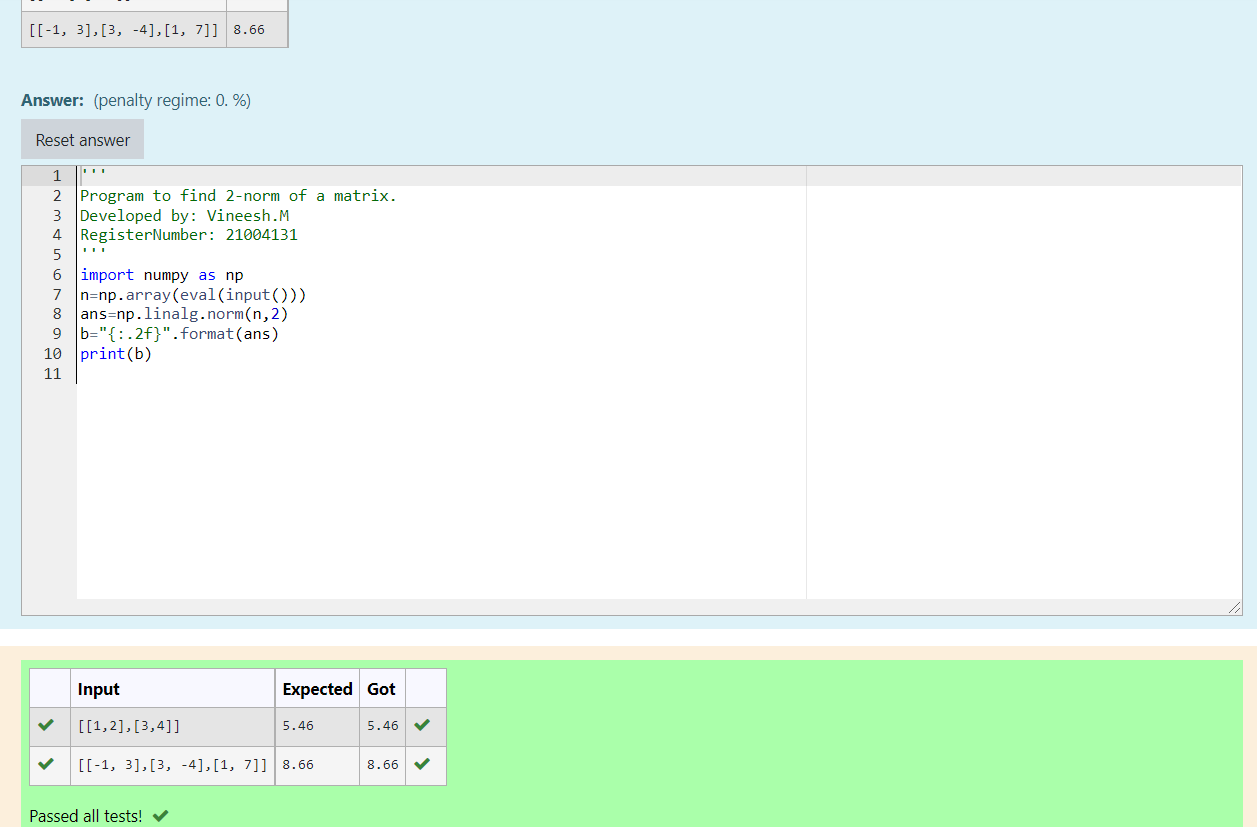 [[-1, 3],[3, -4],[1, 7]] 8.66
Answer: (penalty regime: 0. %)
Reset answer
1 '''
2 Program to find 2-norm of a matrix.
3 Developed by: Vineesh.M
4 RegisterNumber: 21004131
5 '''
6 import numpy as np
7 n=np.array(eval(input()))
8 ans=np.linalg.norm(n,2)
9 b="{:.2f}".format(ans)
10 print(b)
11
Input Expected Got
[[1,2],[3,4]] 5.46 5.46
[[-1, 3],[3, -4],[1, 7]] 8.66 8.66
Passed all tests!